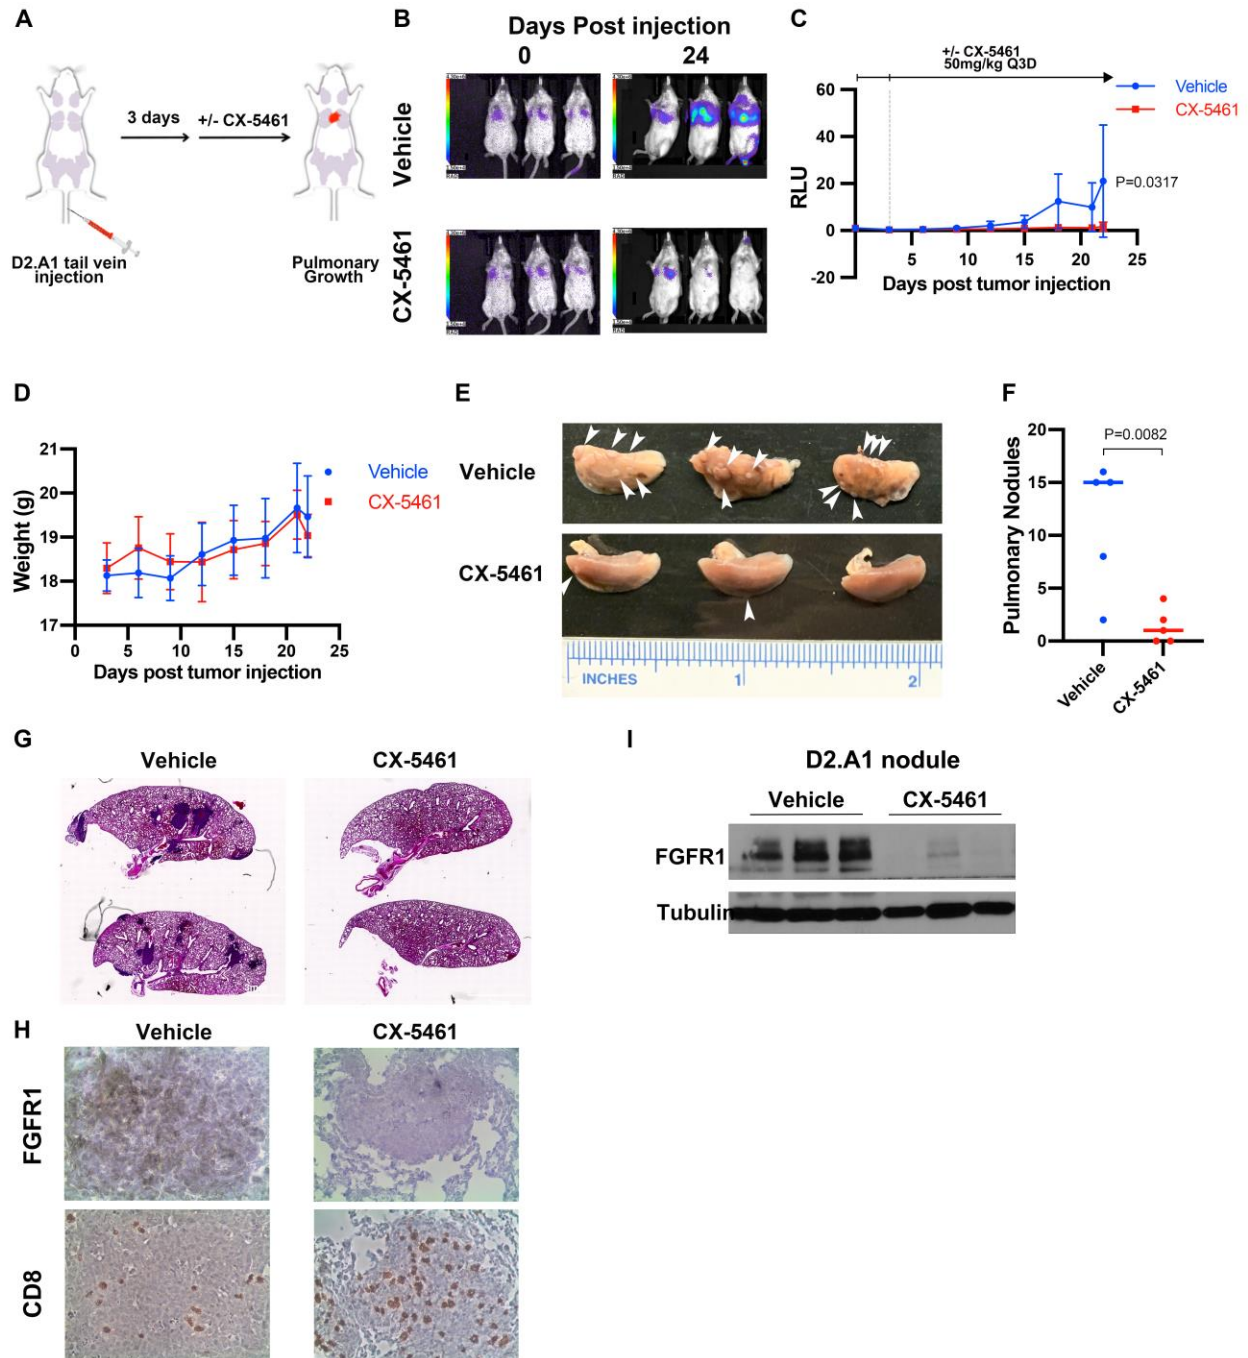 A
3 days
+/- CX-5461
D2.A1 tail vein
injection
Pulmonary
Growth
B
Days Post injection
0 24
Vehicle
CX-5461
C
+/- CX-5461
50mg/kg Q3D
Vehicle
CX-5461
RLU
60
40
20
0
-20
5 10 15 20 25
P=0.0317
Days post tumor injection
D
Weight (g)
21
20
19
18
17
0 5 10 15 20 25
Vehicle
CX-5461
Days post tumor injection
E
Vehicle
CX-5461
INCHES 1 2
F
Pulmonary Nodules
20
15
10
5
0
P=0.0082
Vehicle
CX-5461
G
Vehicle CX-5461
H
Vehicle CX-5461
FGFR1
CD8
I
D2.A1 nodule
Vehicle CX-5461
FGFR1
Tubulin